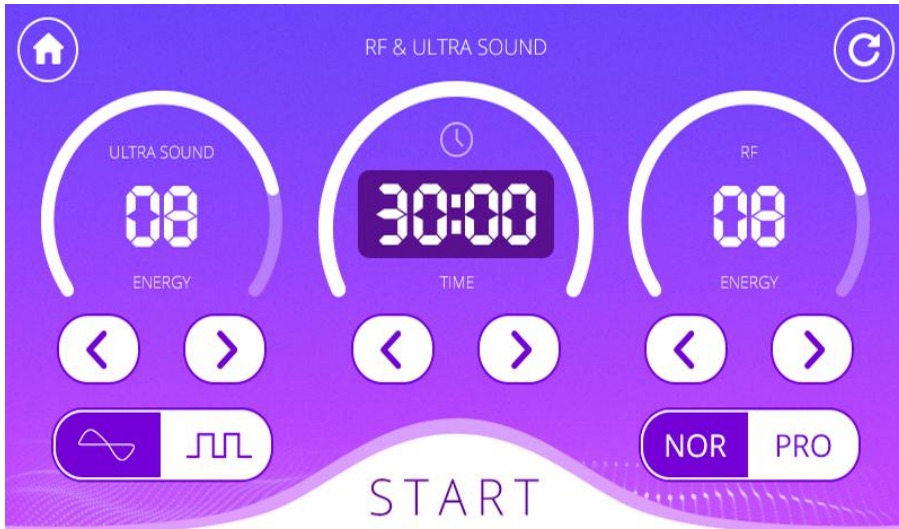 RF & ULTRA SOUND
ULTRA SOUND
08
ENERGY
30:00
TIME
RF
08
ENERGY
NOR
PRO
START